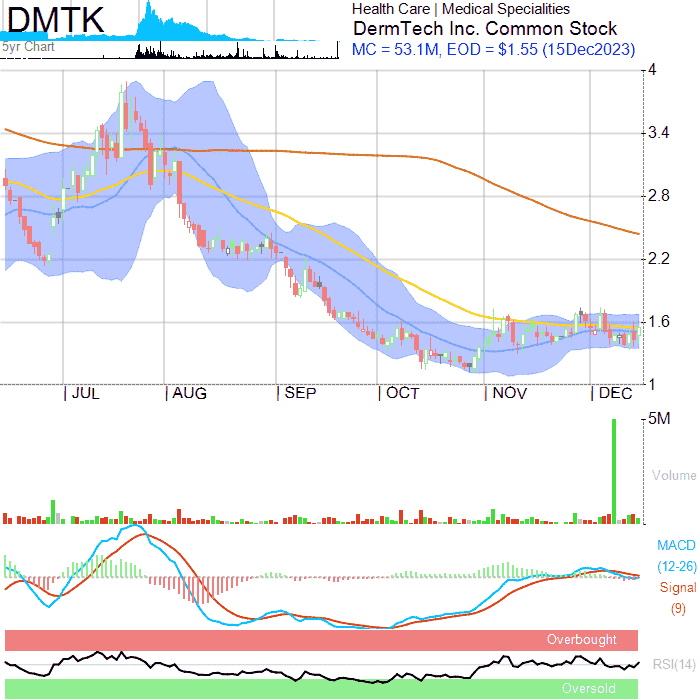 DMTK
5yr Chart
Health Care | Medical Specialities
DermTech Inc. Common Stock
MC = 53.1M, EOD = $1.55 (15Dec2023)
4
3.4
2.8
2.2
1.6
1
JUL AUG SEP OCT NOV DEC
5M
Volume
MACD
(12-26)
Signal
(9)
Overbought
RSI(14)
Oversold